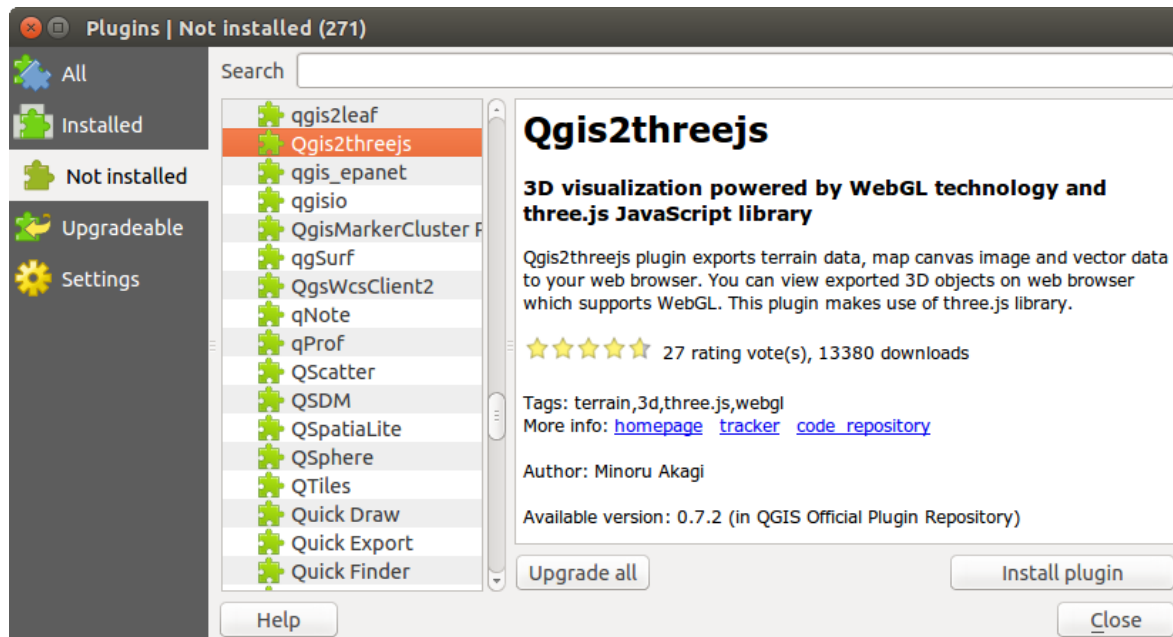 Plugins | Not installed (271)
All
Installed
Not installed
Upgradeable
Settings
Search
qgis2leaf
Qgis2threejs
qgis_epanet
qgisio
QgisMarkerCluster
qgSurf
QgsWcsClient2
qNote
qProf
QScatter
QSDM
QSpatiaLite
QSphere
QTiles
Quick Draw
Quick Export
Quick Finder
Qgis2threejs
3D visualization powered by WebGL technology and
three.js JavaScript library
Qgis2threejs plugin exports terrain data, map canvas image and vector data
to your web browser. You can view exported 3D objects on web browser
which supports WebGL. This plugin makes use of three.js library.
27 rating vote(s), 13380 downloads
Tags: terrain,3d,three.js,webgl
More info: homepage tracker code_repository
Author: Minoru Akagi
Available version: 0.7.2 (in QGIS Official Plugin Repository)
Upgrade all
Install plugin
Help
Close